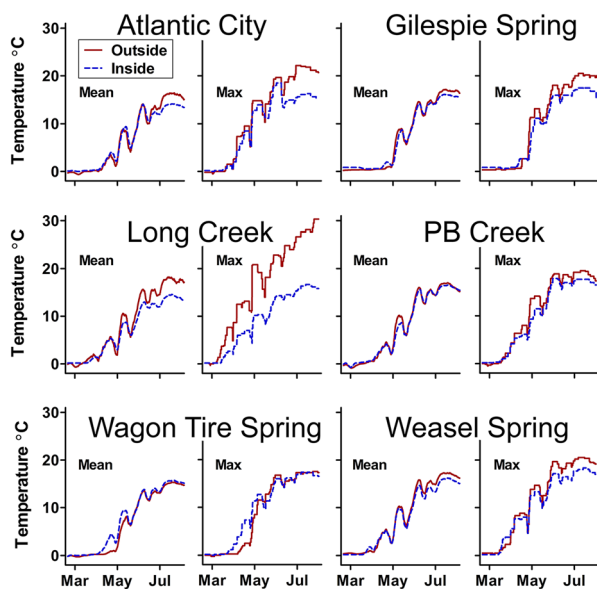 Atlantic City
Gilespie Spring
Temperature °C
30
20
10
0
Outside
Inside
Mean
Max
Mean
Max
Long Creek
PB Creek
Temperature °C
30
20
10
0
Mean
Max
Mean
Max
Wagon Tire Spring
Weasel Spring
Temperature °C
30
20
10
0
Mean
Max
Mean
Max
Mar May Jul
Mar May Jul
Mar May Jul
Mar May Jul